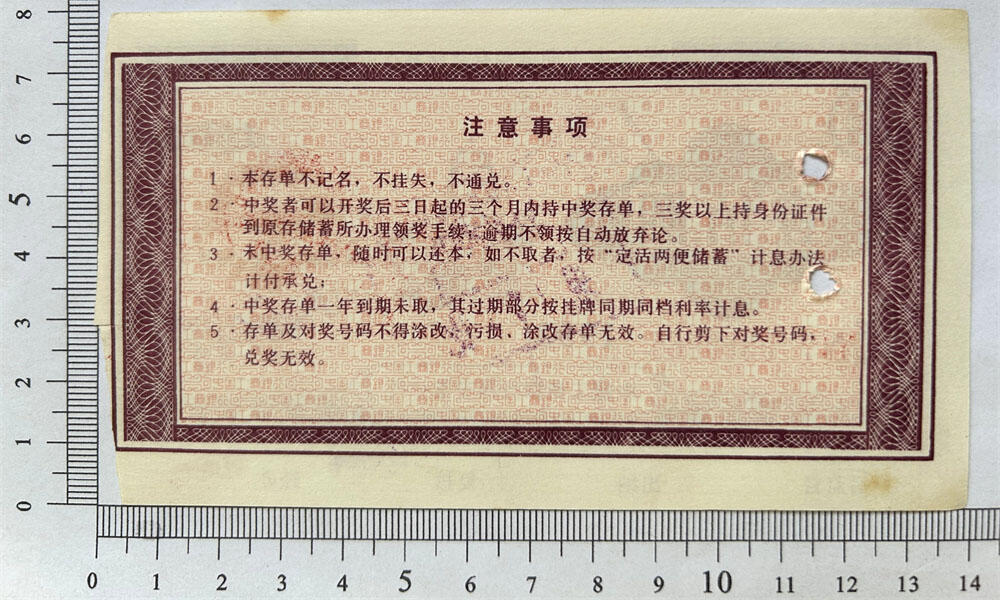 注意事项
1．本存单不记名，不挂失，不通兑。
2．中奖者可以开奖后三日起的三个月内持中奖存单，三奖以上持身份证件
到原存储蓄所办理领奖手续；逾期不领按自动放弃论。
3．未中奖存单，随时可以还本，如不取者，按“定活两便储蓄”计息办法
计付承兑；
4．中奖存单一年到期未取，其过期部分按挂牌同期同档利率计息。
5．存单及对奖号码不得涂改、污损、涂改存单无效。自行剪下对奖号码，
兑奖无效。
8
7
6
5
4
3
2
1
0
0 1 2 3 4 5 6 7 8 9 10 11 12 13 14